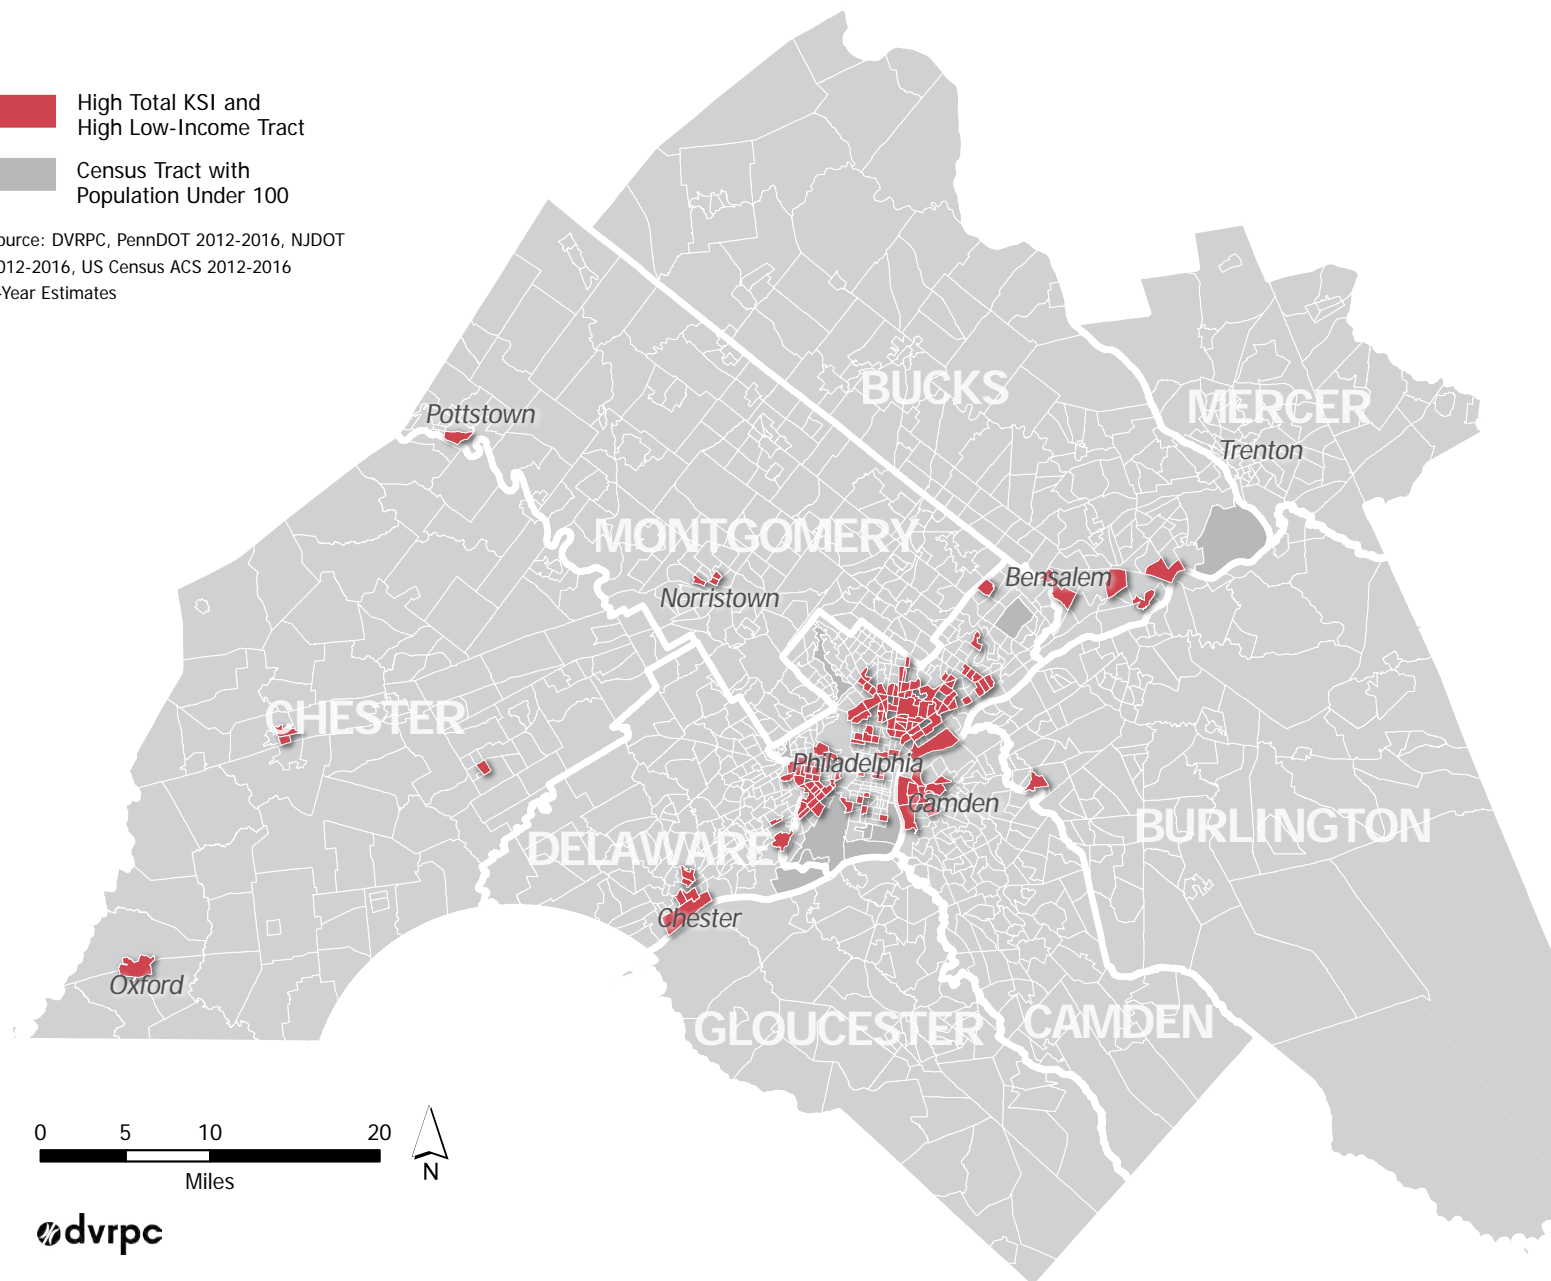 High Total KSI and
High Low-Income Tract
Census Tract with
Population Under 100
ource: DVRPC, PennDOT 2012-2016, NJDOT
012-2016, US Census ACS 2012-2016
-Year Estimates
BUCKS
MERCER
Pottstown
Trenton
MONTGOMERY
Bensalem
Norristown
CHESTER
Philadelphia
Camden
BURLINGTON
DELAWARE
Chester
Oxford
GLOUCESTER
CAMDEN
0 5 10 20
Miles
N
dvrpc